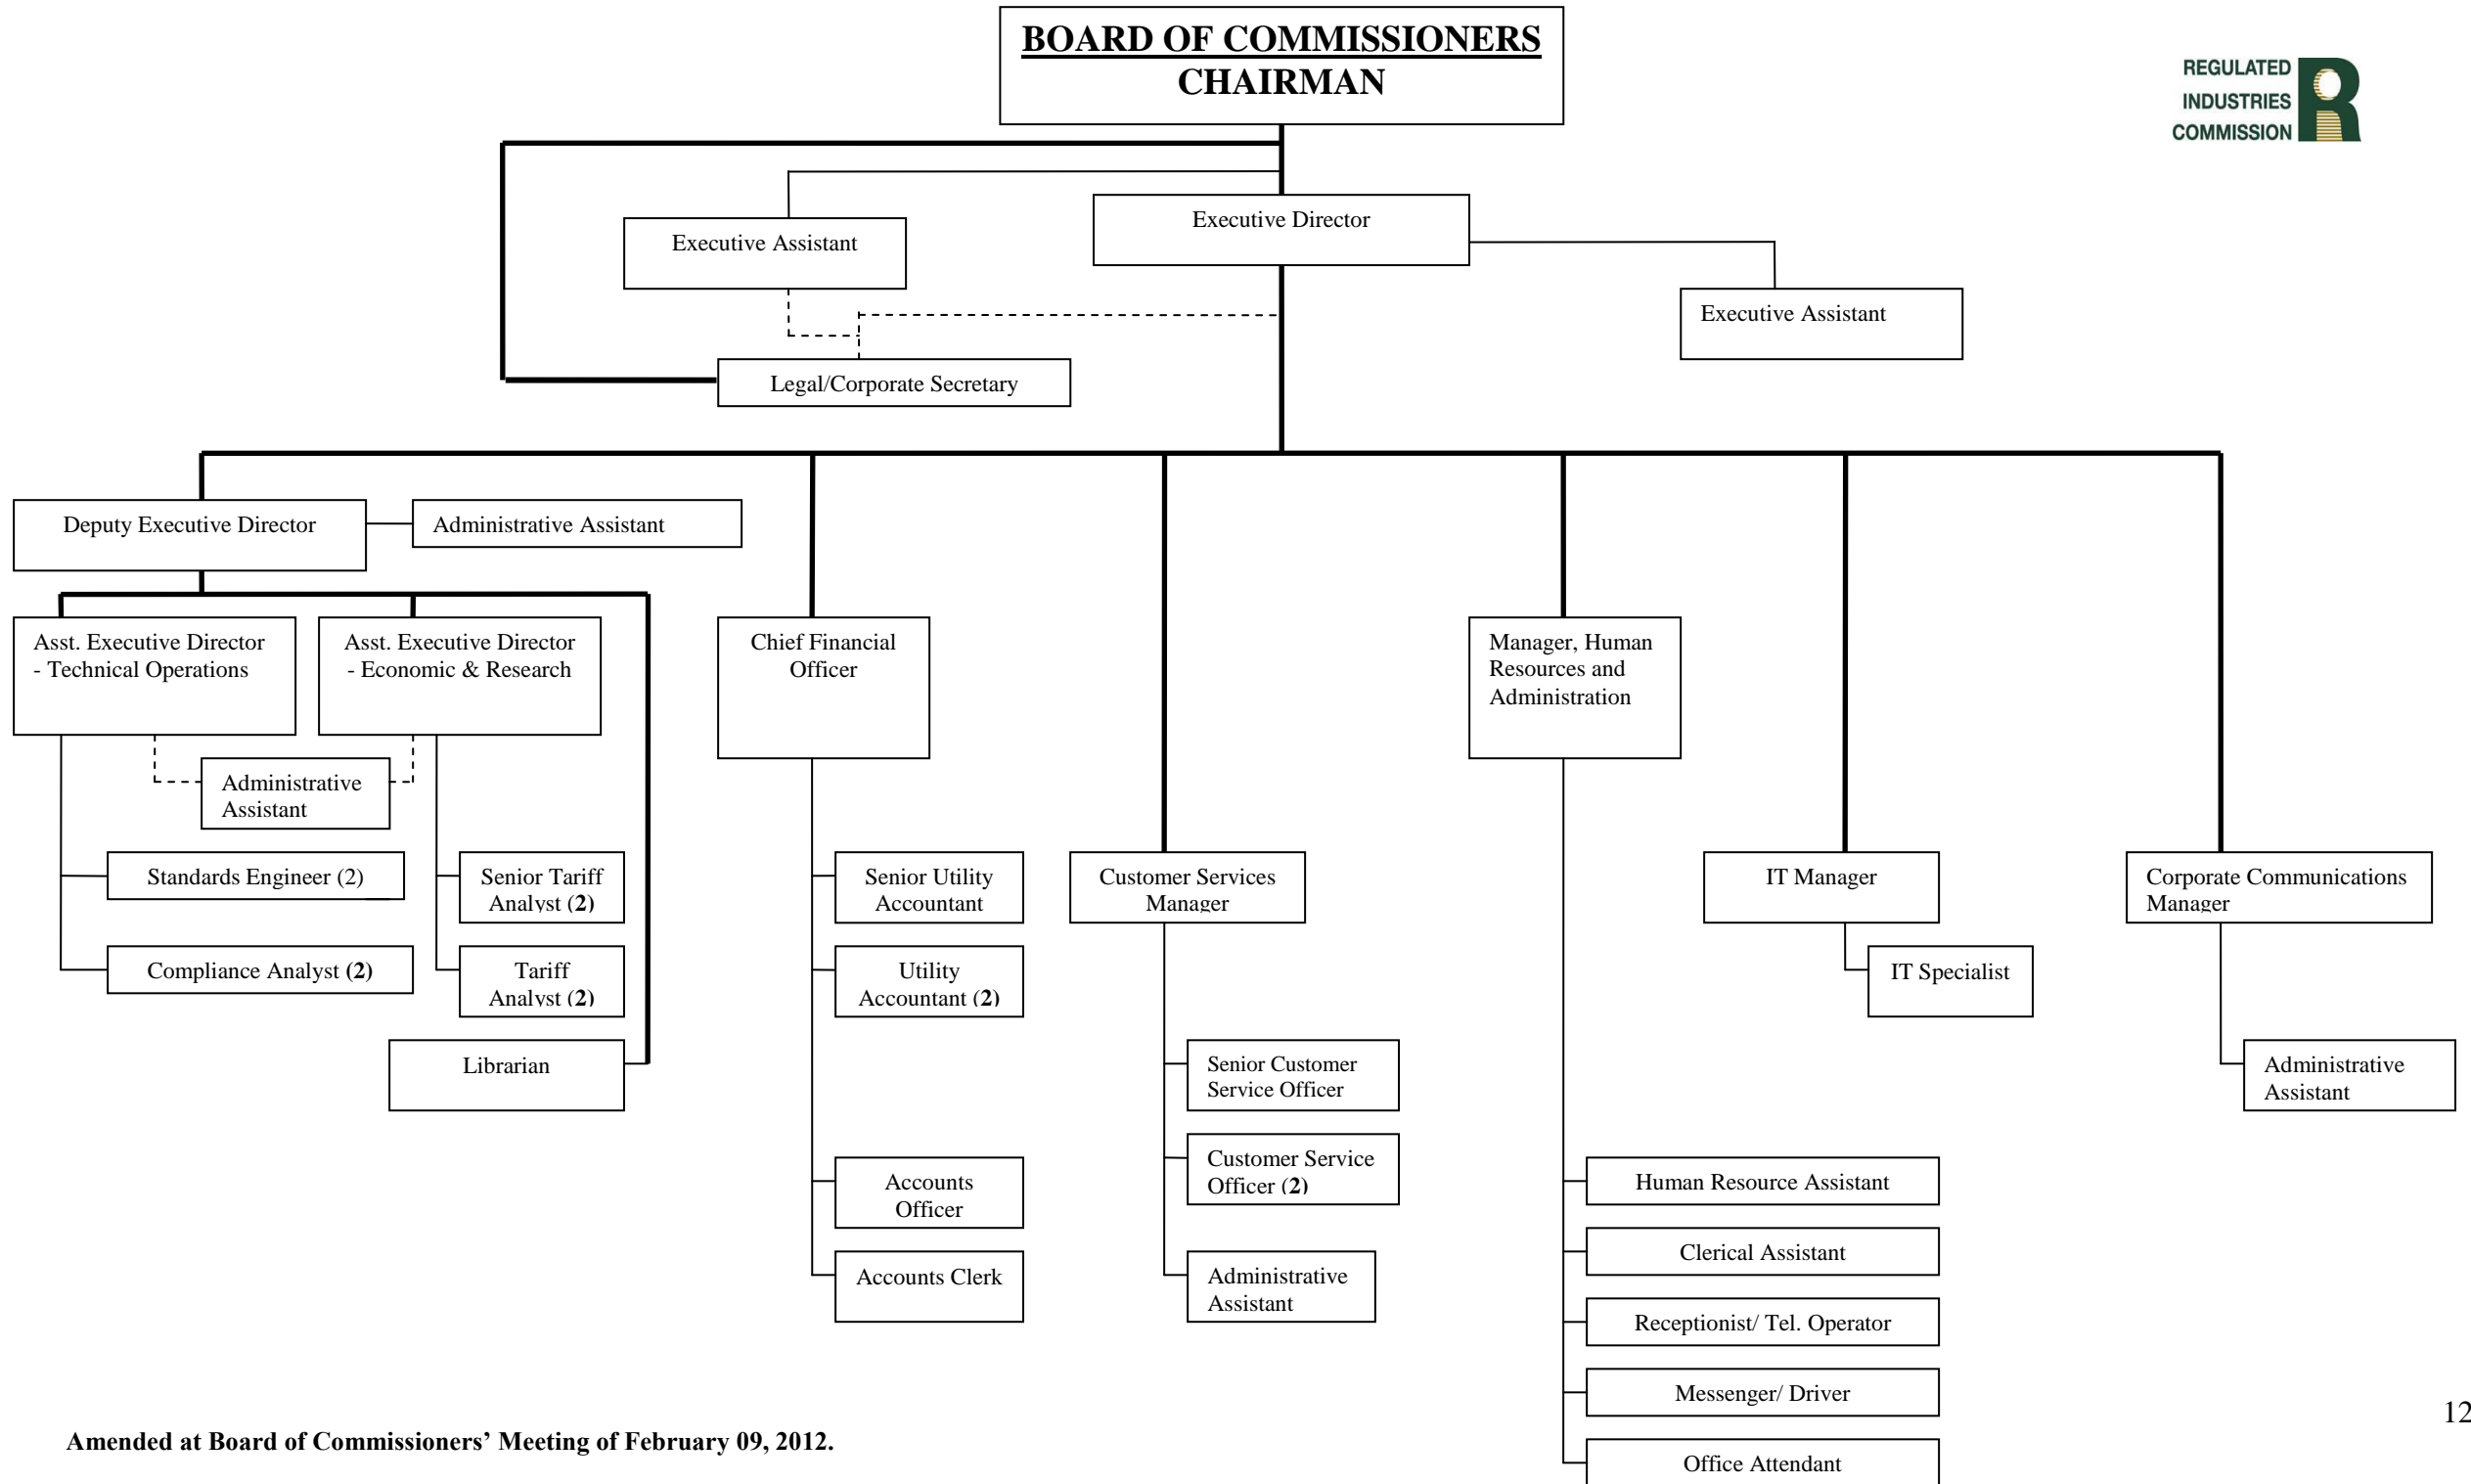 BOARD OF COMMISSIONERS
CHAIRMAN
REGULATED
INDUSTRIES
COMMISSION
Executive Director
Executive Assistant
Executive Assistant
Legal/Corporate Secretary
Deputy Executive Director
Administrative Assistant
Asst. Executive Director
- Technical Operations
Asst. Executive Director
- Economic & Research
Chief Financial
Officer
Manager, Human
Resources and
Administration
Administrative
Assistant
Standards Engineer (2)
Senior Tariff
Analyst (2)
Senior Utility
Accountant
Customer Services
Manager
IT Manager
Corporate Communications
Manager
Compliance Analyst (2)
Tariff
Analyst (2)
Utility
Accountant (2)
IT Specialist
Librarian
Senior Customer
Service Officer
Administrative
Assistant
Accounts
Officer
Customer Service
Officer (2)
Human Resource Assistant
Accounts Clerk
Administrative
Assistant
Clerical Assistant
Receptionist/ Tel. Operator
Messenger/ Driver
Office Attendant
12
Amended at Board of Commissioners’ Meeting of February 09, 2012.